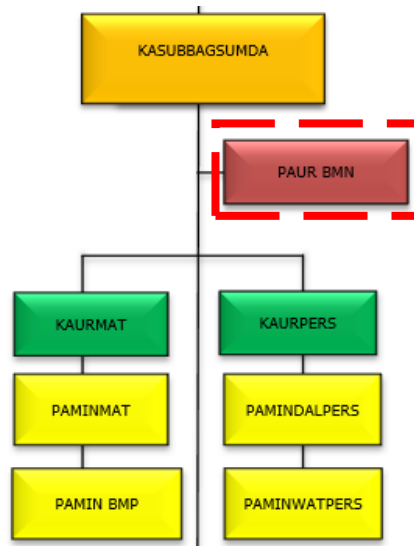 KASUBBAGSUMDA
PAUR BMN
KAURMAT
KAURPERS
PAMINMAT
PAMINDALPERS
PAMIN BMP
PAMINWATPERS